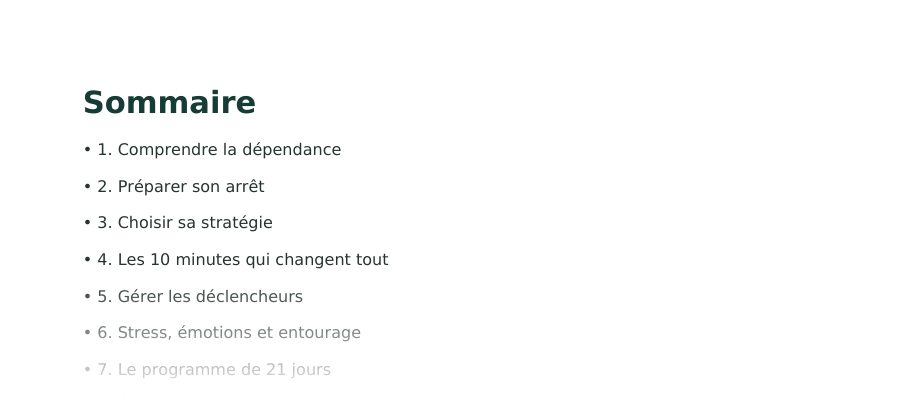 Sommaire
• 1. Comprendre la dépendance
• 2. Préparer son arrêt
• 3. Choisir sa stratégie
• 4. Les 10 minutes qui changent tout
• 5. Gérer les déclencheurs
• 6. Stress, émotions et entourage
• 7. Le programme de 21 jours